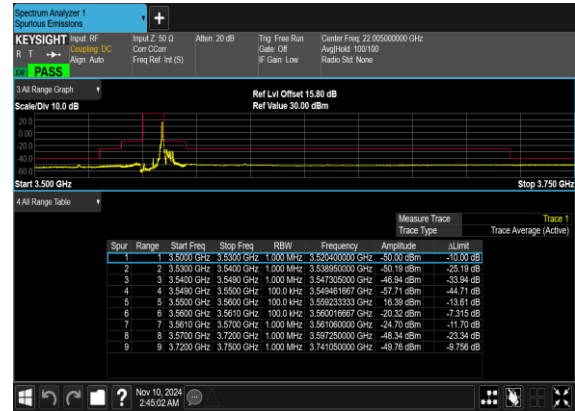 Spectrum Analyzer 1
Spurious Emissions
+
KEYSIGHT Input: RF Input Z: 50 Ω Atten: 20 dB Trig: Free Run Center Freq: 22.005000000 GHz
R T Coupling: DC Corr CCorr Gate: Off Avg|Hold: 100/100
Align: Auto Freq Ref: Int (S) IF Gain: Low Radio Std: None
LV PASS
3 All Range Graph
Ref Lvl Offset 15.80 dB
Scale/Div 10.0 dB Ref Value 30.00 dBm
20.0
0.00
-20.0
-40.0
-60.0
Start 3.500 GHz Stop 3.750 GHz
4 All Range Table
Measure Trace Trace 1
Trace Type Trace Average (Active)
Spur Range Start Freq Stop Freq RBW Frequency Amplitude ΔLimit
1 1 3.5000 GHz 3.5300 GHz 1.000 MHz 3.520400000 GHz -50.00 dBm -10.00 dB
2 2 3.5300 GHz 3.5400 GHz 1.000 MHz 3.538950000 GHz -50.19 dBm -25.19 dB
3 3 3.5400 GHz 3.5490 GHz 1.000 MHz 3.547305000 GHz -46.94 dBm -33.94 dB
4 4 3.5490 GHz 3.5500 GHz 100.0 kHz 3.549461667 GHz -57.71 dBm -44.71 dB
5 5 3.5500 GHz 3.5600 GHz 100.0 kHz 3.559233333 GHz 16.39 dBm -13.61 dB
6 6 3.5600 GHz 3.5610 GHz 100.0 kHz 3.560016667 GHz -20.32 dBm -7.315 dB
7 7 3.5610 GHz 3.5700 GHz 1.000 MHz 3.561060000 GHz -24.70 dBm -11.70 dB
8 8 3.5700 GHz 3.7200 GHz 1.000 MHz 3.597250000 GHz -48.34 dBm -23.34 dB
9 9 3.7200 GHz 3.7500 GHz 1.000 MHz 3.741050000 GHz -49.76 dBm -9.756 dB
? Nov 10, 2024
2:45:02 AM